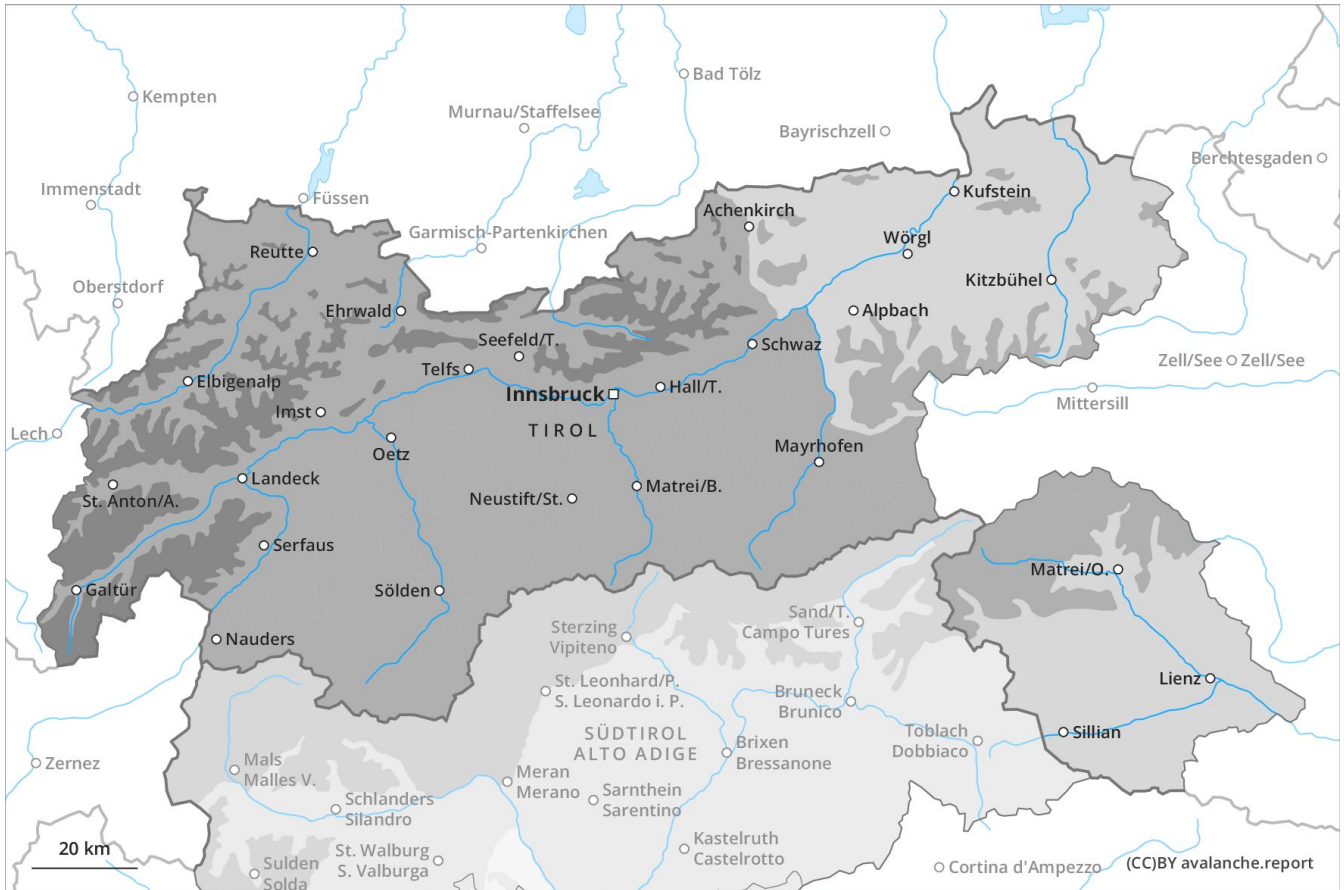 Kempten
Bad Tölz
Murnau/Staffelsee
Bayrischzell
Berchtesgaden
Immenstadt
Füssen
Kufstein
Achenkirch
Garmisch-Partenkirchen
Wörgl
Reutte
Kitzbühel
Oberstdorf
Ehrwald
Alpbach
Seefeld/T.
Schwaz
Telfs
Zell/See
Zell/See
Elbigenalp
Innsbruck
Hall/T.
Mittersill
Imst
TIROL
Lech
Mayrhofen
Oetz
Landeck
St. Anton/A.
Neustift/St.
Matrei/B.
Serfaus
Matrei/O.
Galtür
Sölden
Sand/T.
Campo Tures
Sterzing
Vipiteno
Nauders
Lienz
St. Leonhard/P.
S. Leonardo i. P.
Bruneck
Brunico
SÜDTIROL
ALTO ADIGE
Toblach
Dobbiaco
Sillian
Brixen
Bressanone
Zernez
Mals
Malles V.
Meran
Merano
Sarnthein
Sarentino
Schlanders
Silandro
Kastelruth
Castelrotto
20 km
St. Walburg
S. Valburga
Sulden
Solda
Cortina d'Ampezzo
(CC)BY avalanche.report